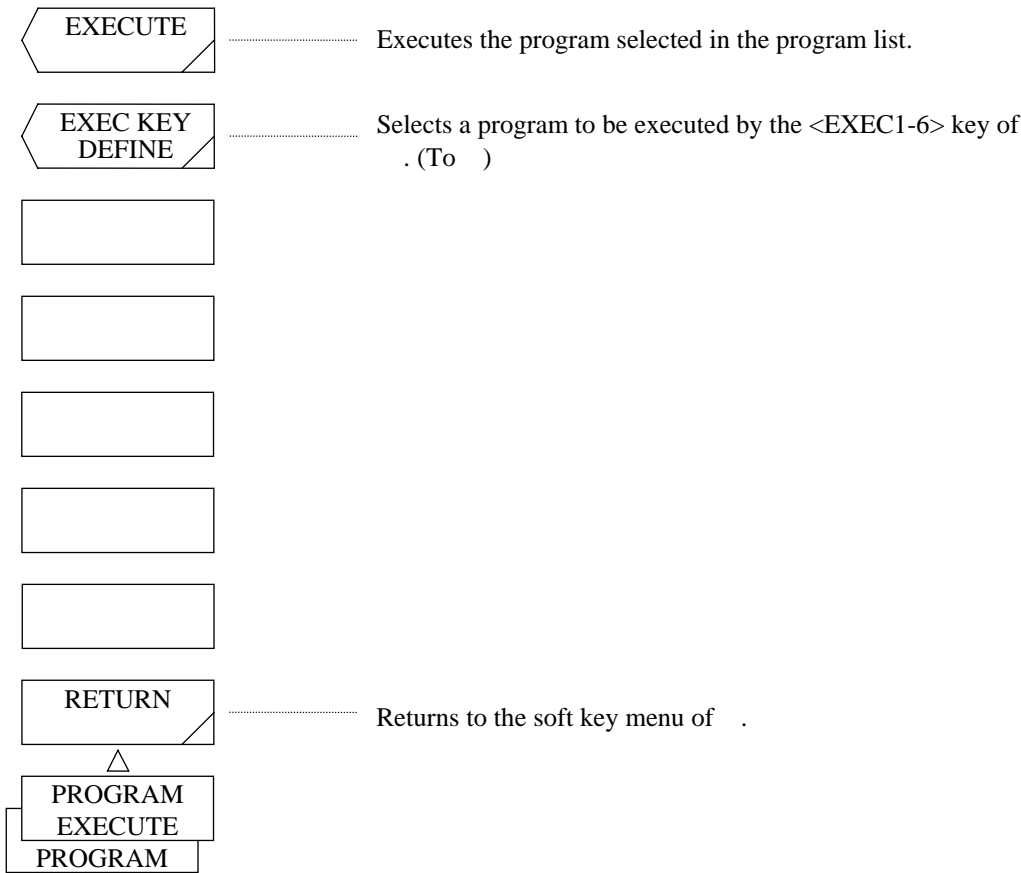 EXECUTE
Executes the program selected in the program list.
EXEC KEY
DEFINE
Selects a program to be executed by the <EXEC1-6> key of
. (To )
RETURN
Returns to the soft key menu of .
PROGRAM
EXECUTE
PROGRAM